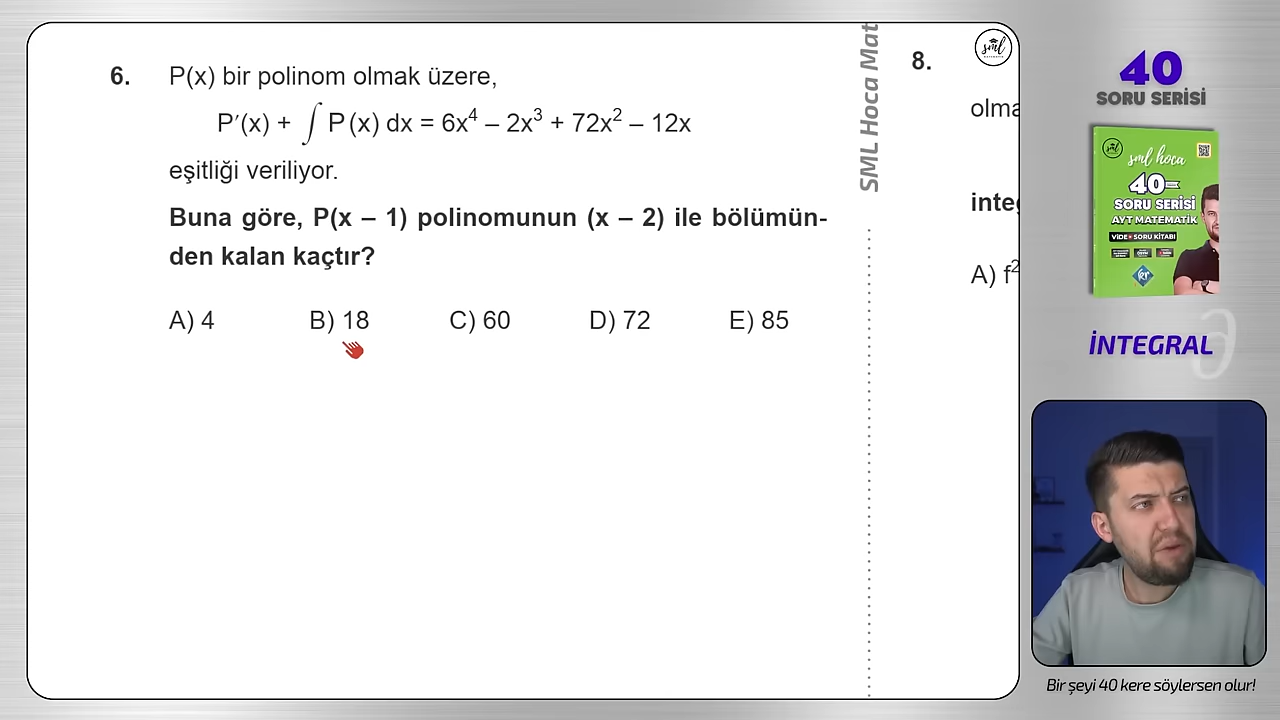 6. P(x) bir polinom olmak üzere,
P′(x) + ∫ P(x) dx = 6x⁴ – 2x³ + 72x² – 12x
eşitliği veriliyor.
Buna göre, P(x – 1) polinomunun (x – 2) ile bölümün-
den kalan kaçtır?
A) 4 B) 18 C) 60 D) 72 E) 85
SML Hoca Mat
8.
olma
integ
A) f²
sml
40
SORU SERİSİ
sml hoca
40
SORU SERİSİ
AYT MATEMATİK
VİDEO SORU KİTABI
İNTEGRAL
Bir şeyi 40 kere söylersen olur!